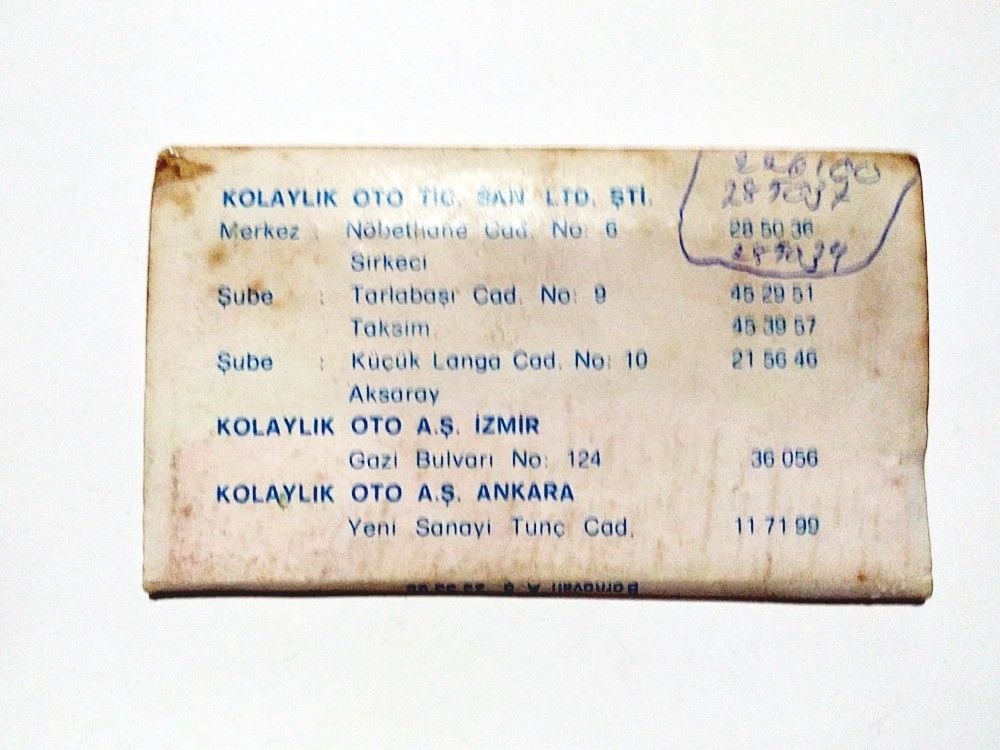 KOLAYLIK OTO TİC. SAN. LTD. ŞTİ.
Merkez : Nöbethane Cad. No: 6 28 50 36
Sirkeci
Şube : Tarlabaşı Cad. No: 9 45 29 51
Taksim 45 39 57
Şube : Küçük Langa Cad. No: 10 21 56 46
Aksaray
KOLAYLIK OTO A.Ş. İZMİR
Gazi Bulvarı No: 124 36 056
KOLAYLIK OTO A.Ş. ANKARA
Yeni Sanayi Tunç Cad. 11 71 99